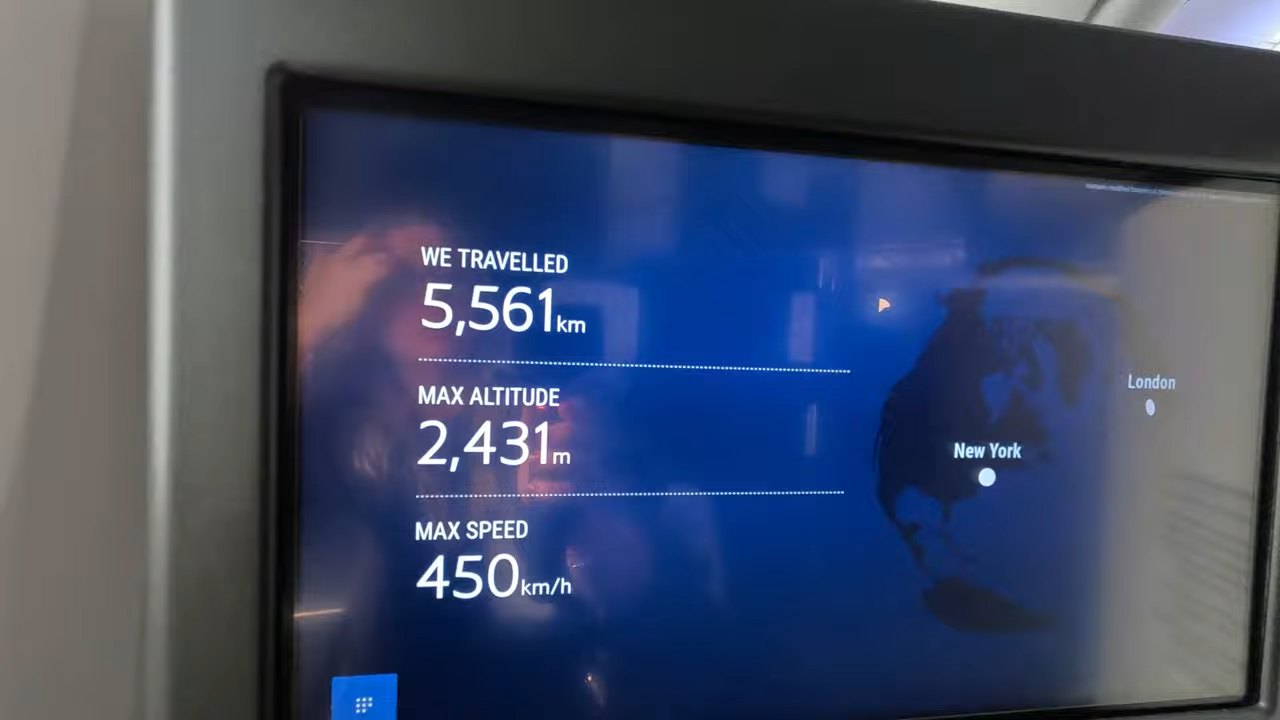 WE TRAVELLED
5,561km
MAX ALTITUDE
2,431m
MAX SPEED
450km/h
London
New York